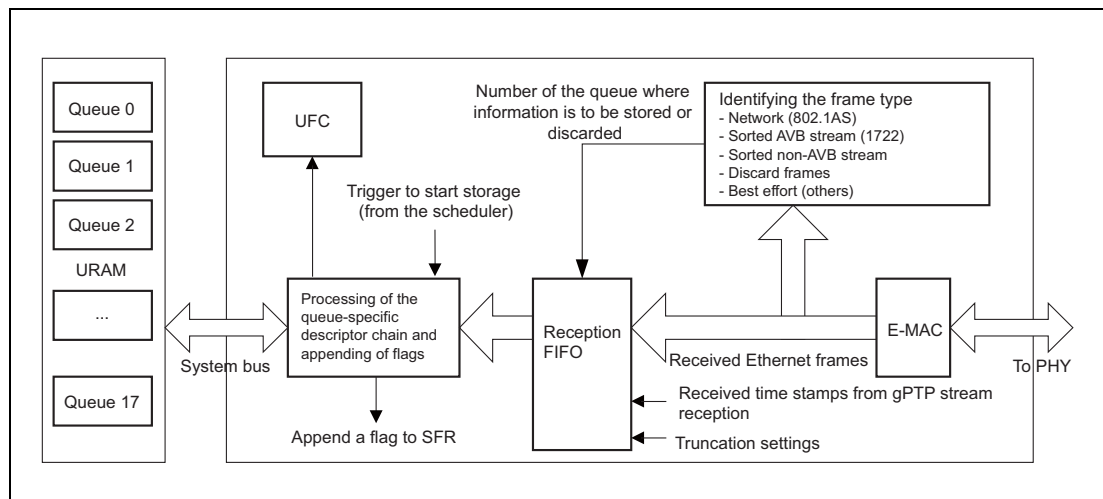 Queue 0
Queue 1
Queue 2
URAM
...
Queue 17
System bus
UFC
Trigger to start storage
(from the scheduler)
Processing of the
queue-specific
descriptor chain and
appending of flags
Append a flag to SFR
Number of the queue where
information is to be stored or
discarded
Reception
FIFO
Identifying the frame type
- Network (802.1AS)
- Sorted AVB stream (1722)
- Sorted non-AVB stream
- Discard frames
- Best effort (others)
E-MAC
Received Ethernet frames
To PHY
Received time stamps from gPTP stream
reception
Truncation settings